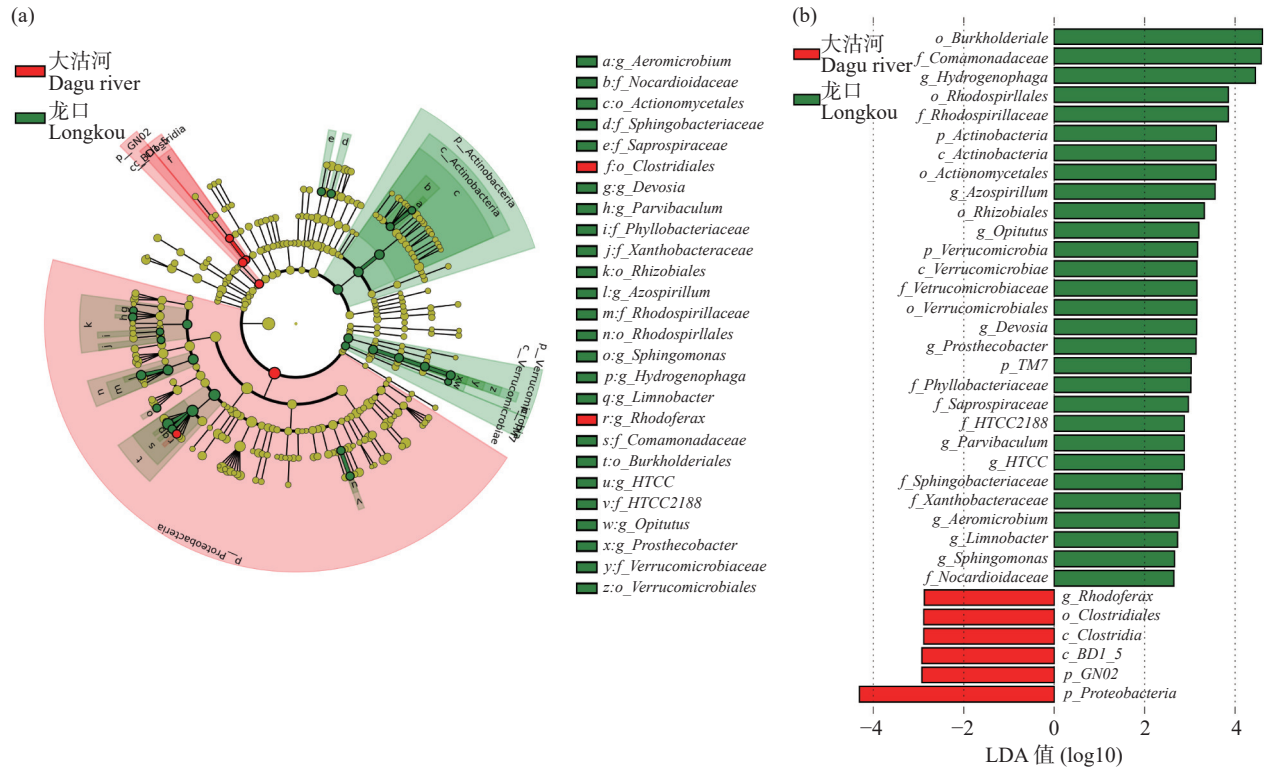 (a)
大沽河
Dagu river
龙口
Longkou
p_GN02
c_BD1_5
c_Clostridia
f
e
d
p_Actinobacteria
c_Actinobacteria
b
c
a
k
j
i
h
g
n
m
o
s
t
p_Proteobacteria
v
z
y
w
p_Verrucomicrobia
c_Verrucomicrobiae
a:g_Aeromicrobium
b:f_Nocardioidaceae
c:o_Actionomycetales
d:f_Sphingobacteriaceae
e:f_Saprospiraceae
f:o_Clostridiales
g:g_Devosia
h:g_Parvibaculum
i:f_Phyllobacteriaceae
j:f_Xanthobacteraceae
k:o_Rhizobiales
l:g_Azospirillum
m:f_Rhodospirillaceae
n:o_Rhodospirllales
o:g_Sphingomonas
p:g_Hydrogenophaga
q:g_Limnobacter
r:g_Rhodoferax
s:f_Comamonadaceae
t:o_Burkholderiales
u:g_HTCC
v:f_HTCC2188
w:g_Opitutus
x:g_Prosthecobacter
y:f_Verrucomicrobiaceae
z:o_Verrucomicrobiales
(b)
大沽河
Dagu river
龙口
Longkou
o_Burkholderiale
f_Comamonadaceae
g_Hydrogenophaga
o_Rhodospirllales
f_Rhodospirillaceae
p_Actinobacteria
c_Actinobacteria
o_Actionomycetales
g_Azospirillum
o_Rhizobiales
g_Opitutus
p_Verrucomicrobia
c_Verrucomicrobiae
f_Vetrucomicrobiaceae
o_Verrucomicrobiales
g_Devosia
g_Prosthecobacter
p_TM7
f_Phyllobacteriaceae
f_Saprospiraceae
f_HTCC2188
g_Parvibaculum
g_HTCC
f_Sphingobacteriaceae
f_Xanthobacteraceae
g_Aeromicrobium
g_Limnobacter
g_Sphingomonas
f_Nocardioidaceae
g_Rhodoferax
o_Clostridiales
c_Clostridia
c_BD1_5
p_GN02
p_Proteobacteria
−4 −2 0 2 4
LDA 值 (log10)